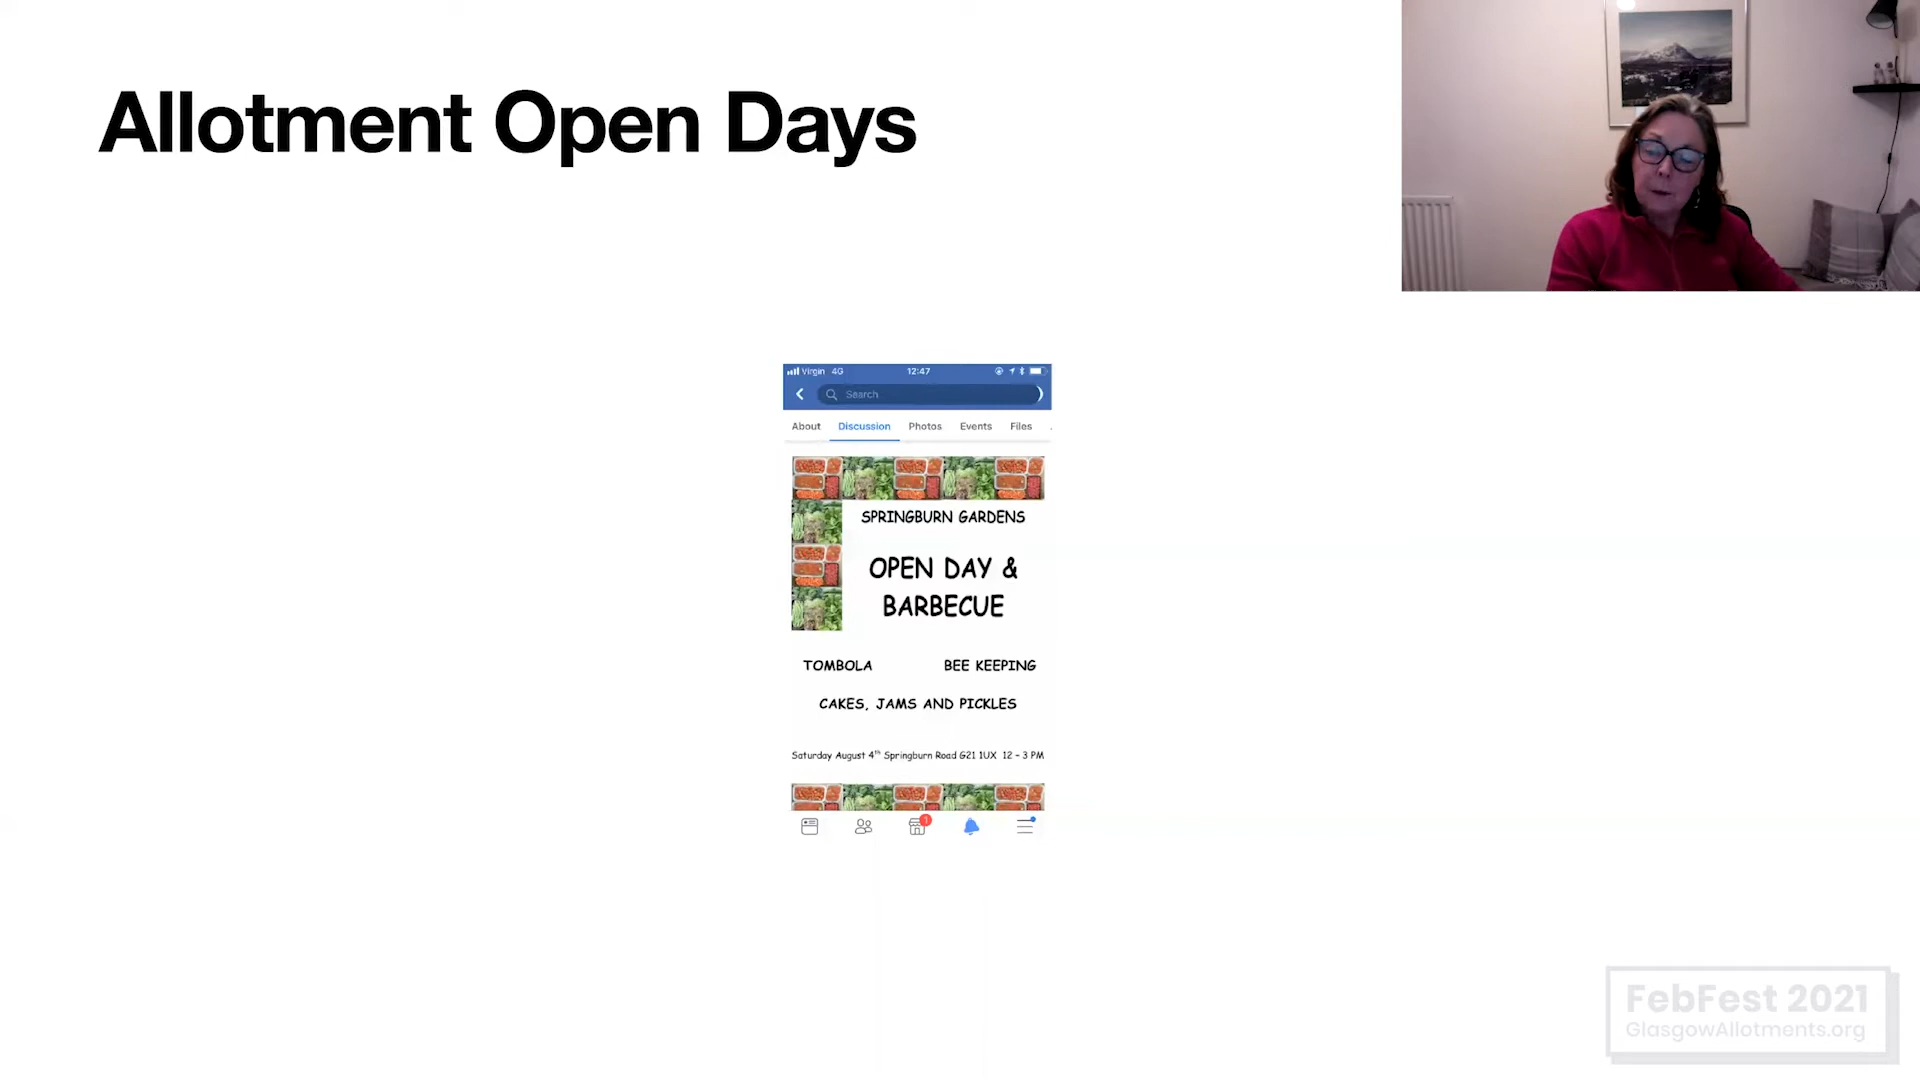 Allotment Open Days
Virgin 4G 12:47
Search
About Discussion Photos Events Files
SPRINGBURN GARDENS
OPEN DAY &
BARBECUE
TOMBOLA BEE KEEPING
CAKES, JAMS AND PICKLES
Saturday August 4th Springburn Road G21 1UX 12 – 3 PM
1
FebFest 2021
GlasgowAllotments.org